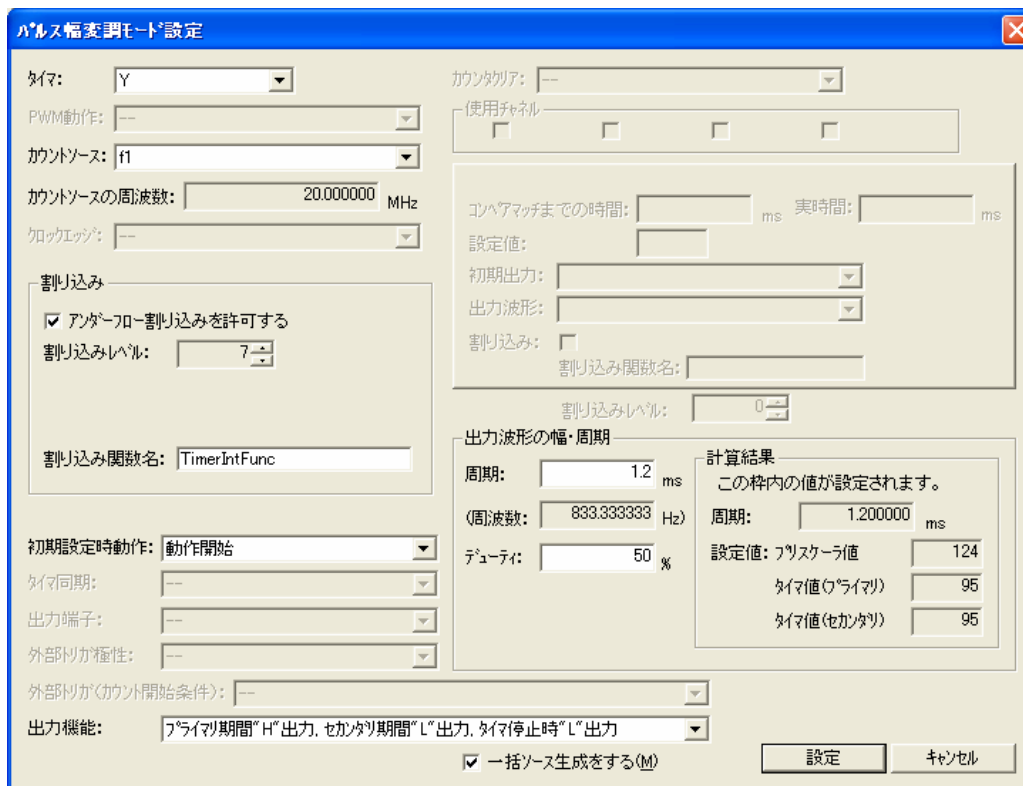 ﾊﾟﾙｽ幅変調ﾓｰﾄﾞ設定
ﾀｲﾏ: Y
PWM動作: --
ｶｳﾝﾄｿｰｽ: f1
ｶｳﾝﾄｿｰｽの周波数: 20.000000 MHz
ｸﾛｯｸｴｯｼﾞ: --
割り込み
ｱﾝﾀﾞｰﾌﾛｰ割り込みを許可する
割り込みﾚﾍﾞﾙ: 7
割り込み関数名: TimerIntFunc
初期設定時動作: 動作開始
ﾀｲﾏ同期: --
出力端子: --
外部ﾄﾘｶﾞ極性: --
外部ﾄﾘｶﾞ(ｶｳﾝﾄ開始条件): --
出力機能: ﾌﾟﾗｲﾏﾘ期間"H"出力, ｾｶﾝﾀﾞﾘ期間"L"出力, ﾀｲﾏ停止時"L"出力
ｶｳﾝﾀｸﾘｱ: --
使用ﾁｬﾈﾙ
ｺﾝﾍﾟｱﾏｯﾁまでの時間: ms 実時間: ms
設定値:
初期出力:
出力波形:
割り込み:
割り込み関数名:
割り込みﾚﾍﾞﾙ: 0
出力波形の幅・周期
周期: 1.2 ms
(周波数: 833.333333 Hz)
ﾃﾞｭｰﾃｨ: 50 %
計算結果
この枠内の値が設定されます。
周期: 1.200000 ms
設定値: ﾌﾟﾘｽｹｰﾗ値 124
ﾀｲﾏ値(ﾌﾟﾗｲﾏﾘ) 95
ﾀｲﾏ値(ｾｶﾝﾀﾞﾘ) 95
一括ｿｰｽ生成をする(M)
設定
ｷｬﾝｾﾙ